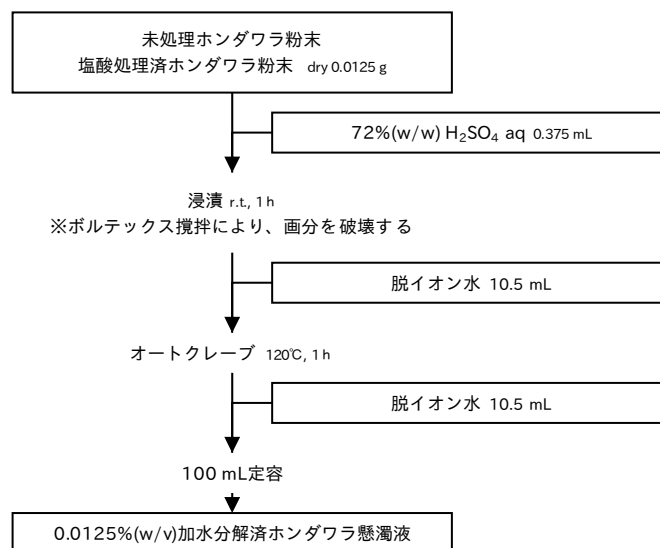 未処理ホンダワラ粉末
塩酸処理済ホンダワラ粉末 dry 0.0125 g
72%(w/w) H₂SO₄ aq 0.375 mL
浸漬 r.t., 1 h
※ボルテックス撹拌により、画分を破壊する
脱イオン水 10.5 mL
オートクレーブ 120℃, 1 h
脱イオン水 10.5 mL
100 mL定容
0.0125%(w/v)加水分解済ホンダワラ懸濁液